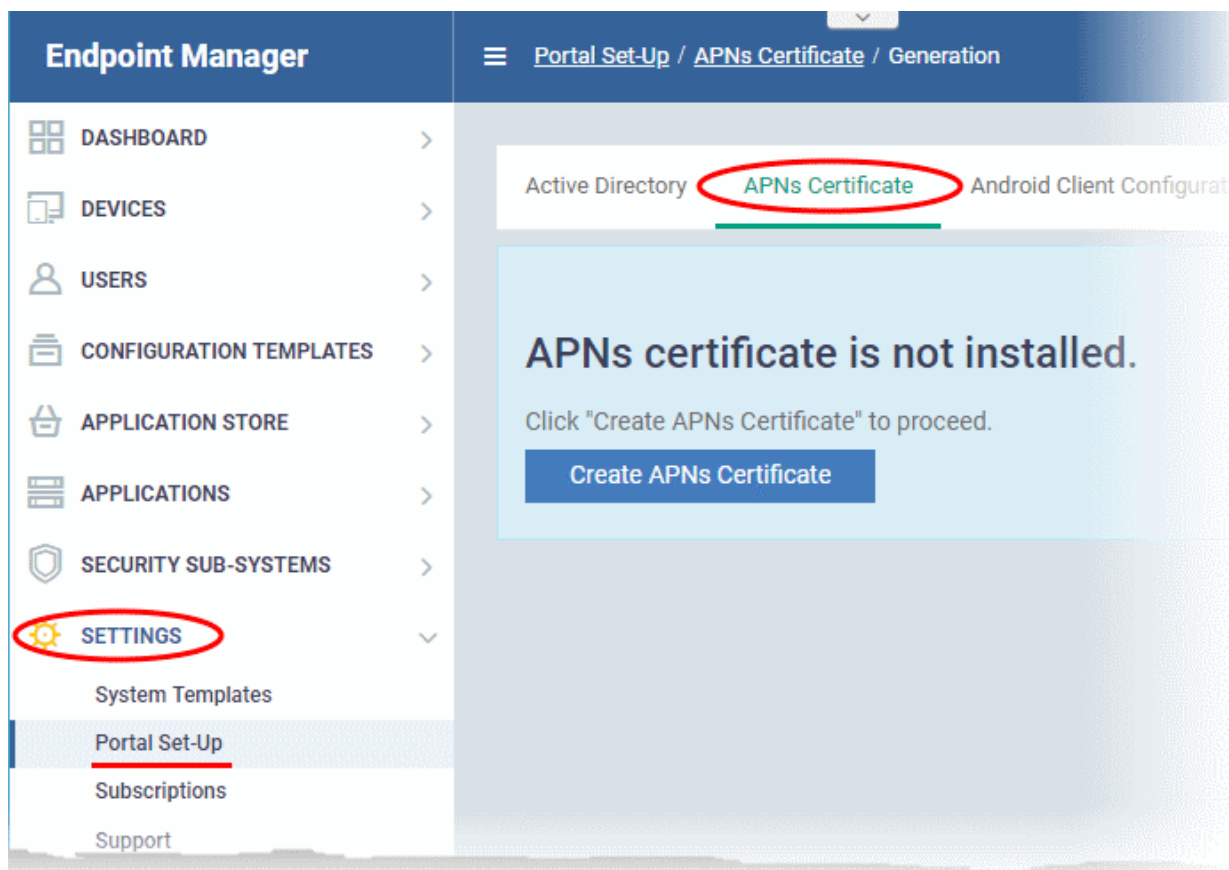 Endpoint Manager
Portal Set-Up / APNs Certificate / Generation
DASHBOARD
DEVICES
USERS
CONFIGURATION TEMPLATES
APPLICATION STORE
APPLICATIONS
SECURITY SUB-SYSTEMS
SETTINGS
System Templates
Portal Set-Up
Subscriptions
Support
Active Directory APNs Certificate Android Client Configurat
APNs certificate is not installed.
Click "Create APNs Certificate" to proceed.
Create APNs Certificate